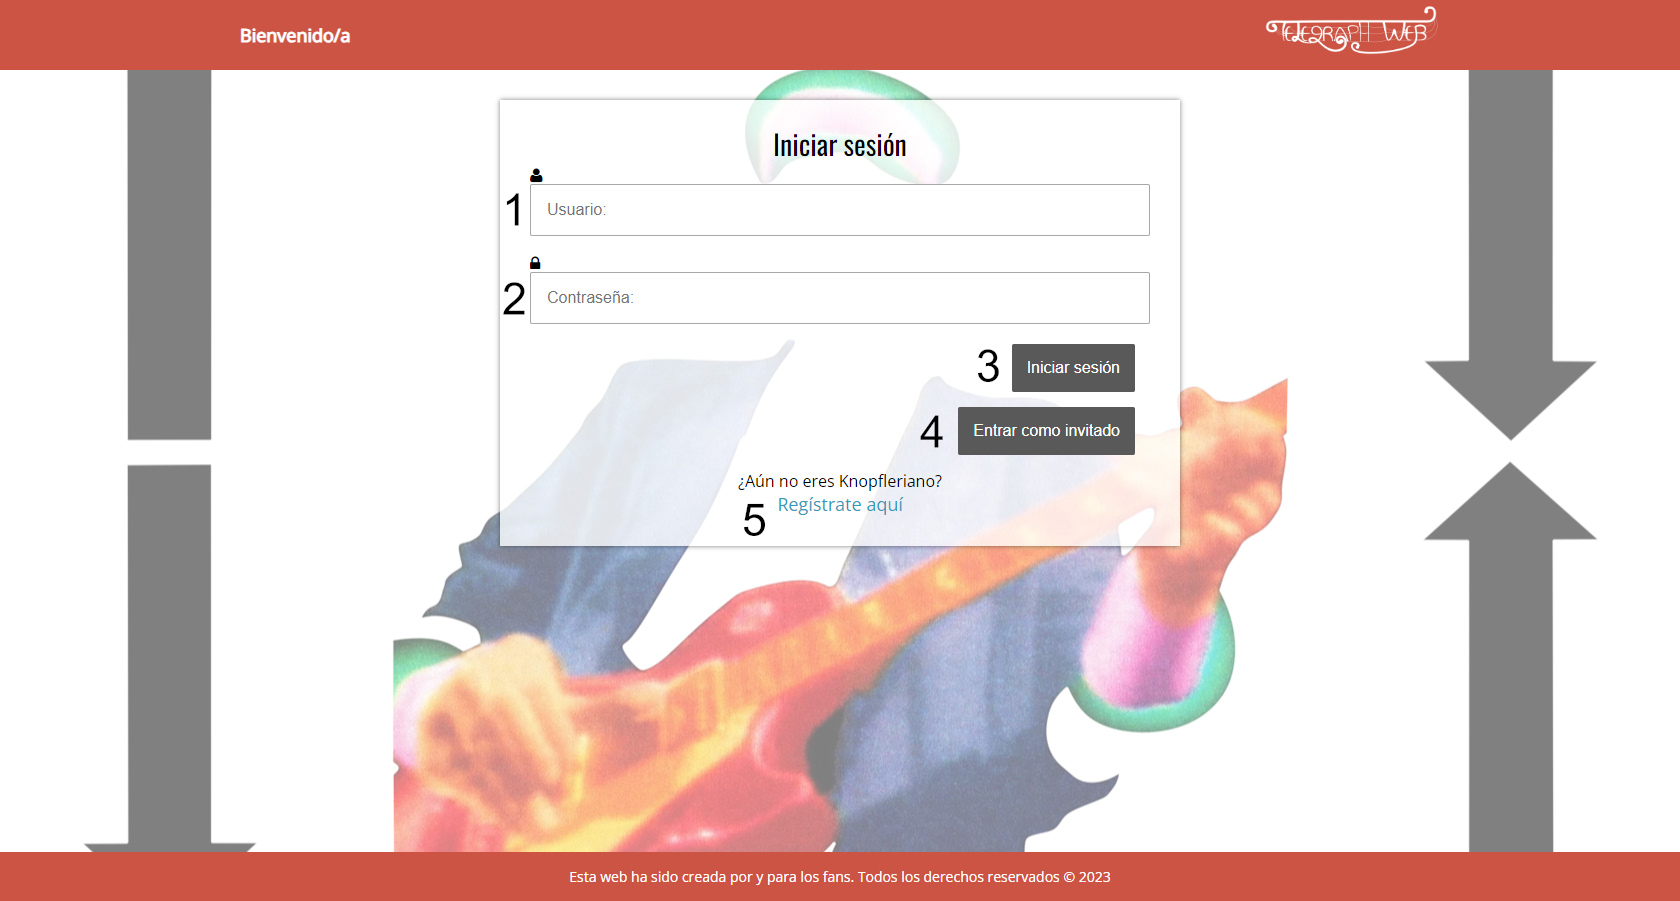 Bienvenido/a
TELEGRAPH WEB
Iniciar sesión
1
Usuario:
2
Contraseña:
3
Iniciar sesión
4
Entrar como invitado
¿Aún no eres Knopfleriano?
5
Regístrate aquí
Esta web ha sido creada por y para los fans. Todos los derechos reservados © 2023